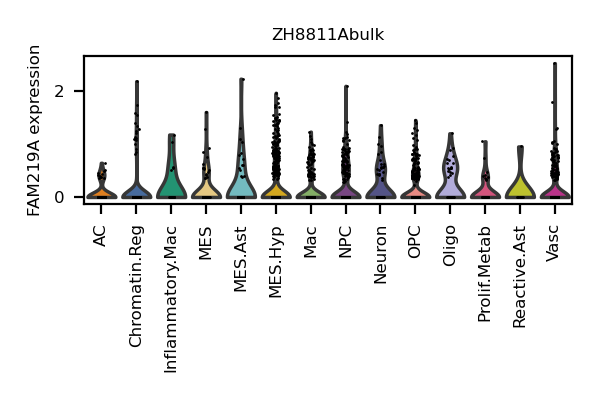 ZH8811Abulk
FAM219A expression
2
0
AC
Chromatin.Reg
Inflammatory.Mac
MES
MES.Ast
MES.Hyp
Mac
NPC
Neuron
OPC
Oligo
Prolif.Metab
Reactive.Ast
Vasc